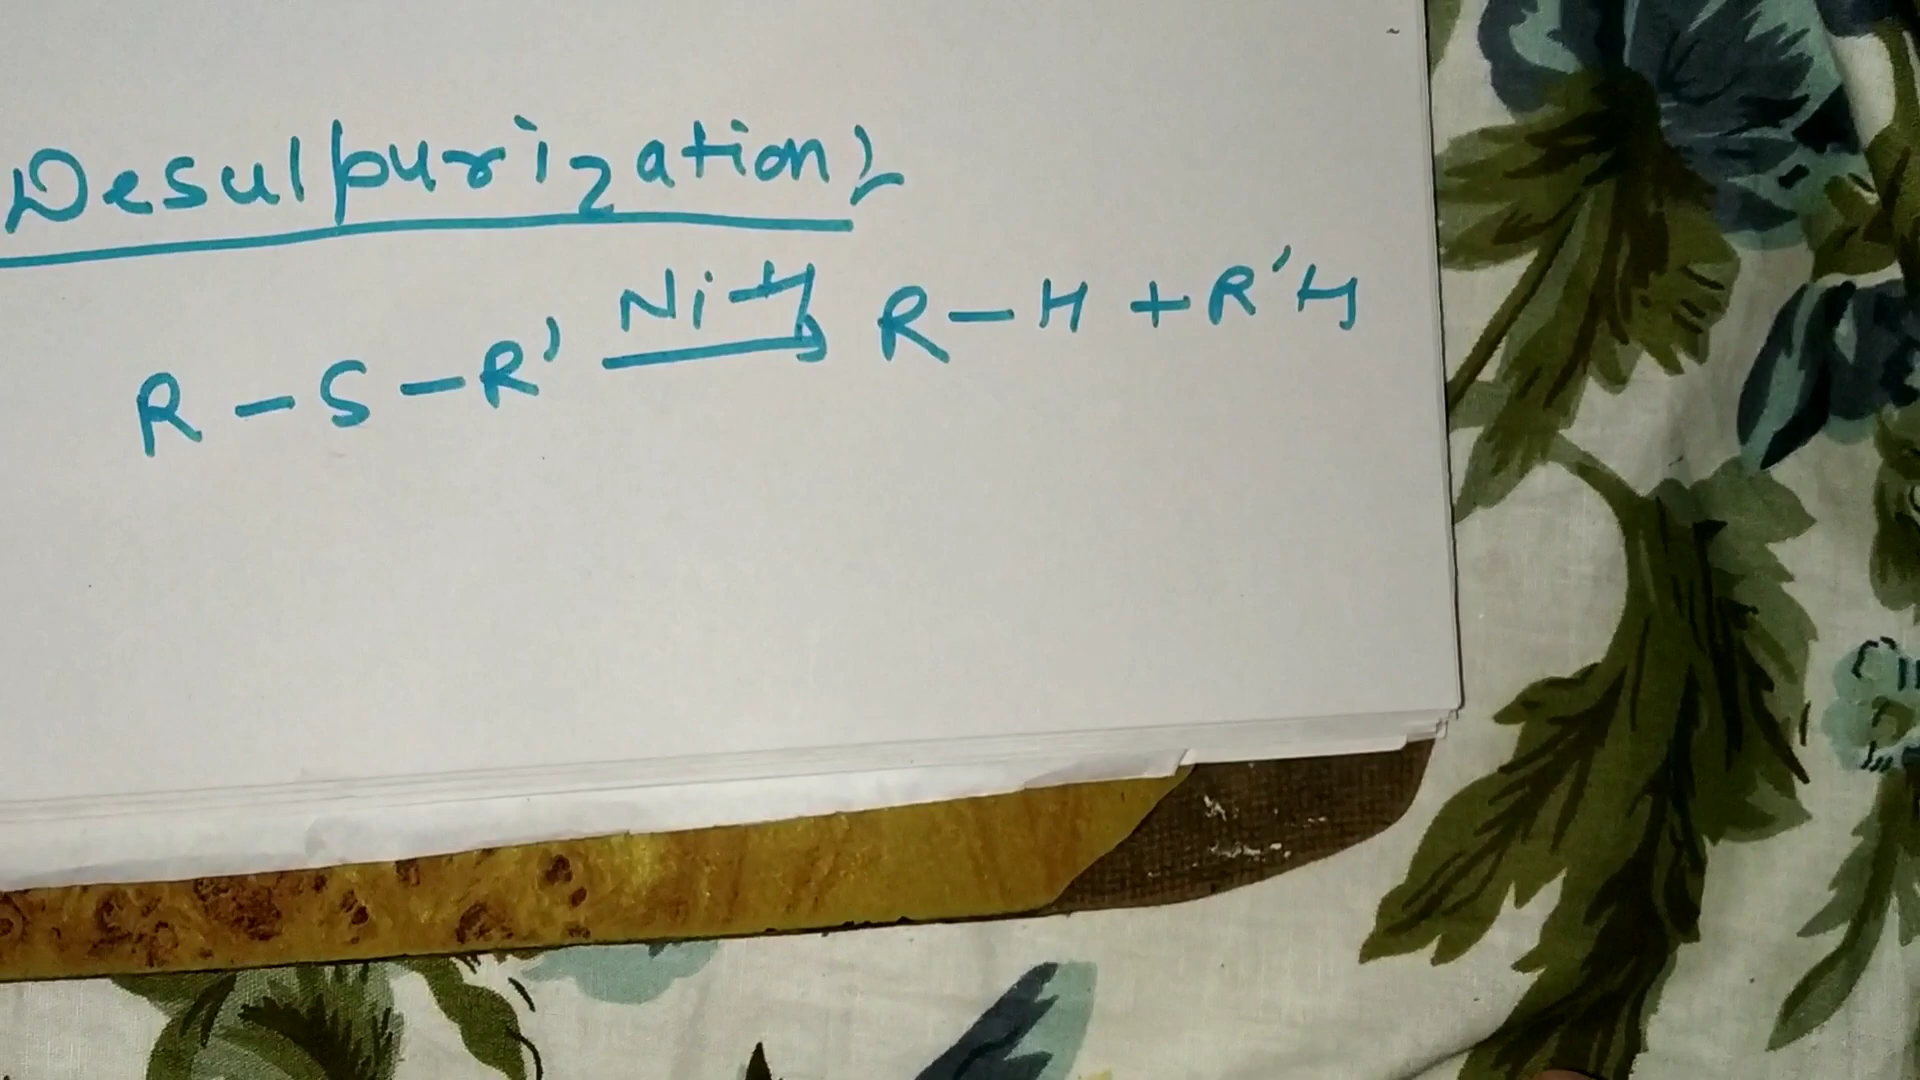 Desulpurization:
R-S-R' Ni-H→ R-H + R'H